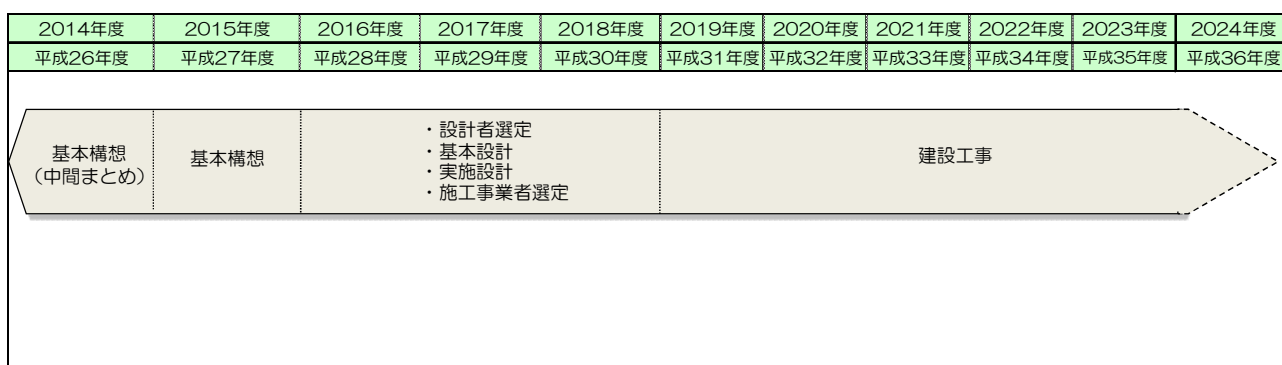 2014年度 2015年度 2016年度 2017年度 2018年度 2019年度 2020年度 2021年度 2022年度 2023年度 2024年度
平成26年度 平成27年度 平成28年度 平成29年度 平成30年度 平成31年度 平成32年度 平成33年度 平成34年度 平成35年度 平成36年度
基本構想
(中間まとめ)
基本構想
・設計者選定
・基本設計
・実施設計
・施工事業者選定
建設工事